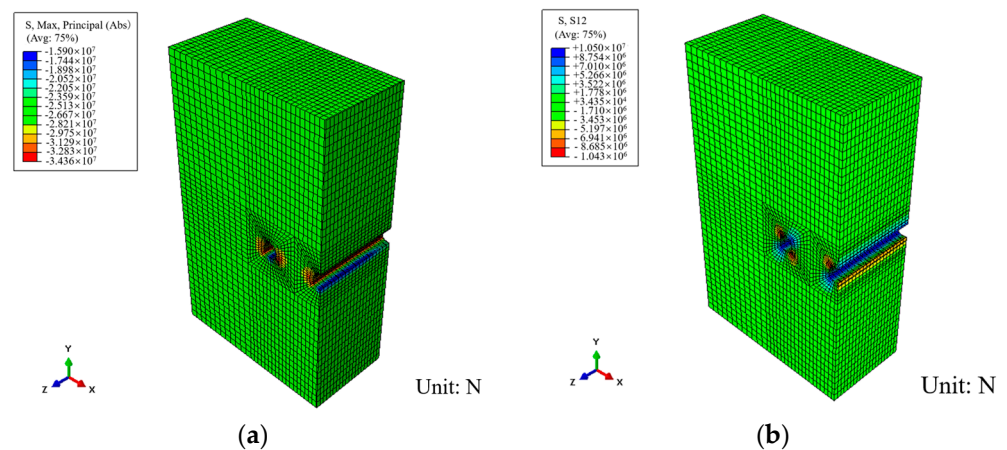 S, Max, Principal (Abs)
(Avg: 75%)
-1.590×10⁷
-1.744×10⁷
-1.898×10⁷
-2.052×10⁷
-2.205×10⁷
-2.359×10⁷
-2.513×10⁷
-2.667×10⁷
-2.821×10⁷
-2.975×10⁷
-3.129×10⁷
-3.283×10⁷
-3.436×10⁷
Y
Z
X
Unit: N
(a)
S, S12
(Avg: 75%)
+1.050×10⁷
+8.754×10⁶
+7.010×10⁶
+5.266×10⁶
+3.522×10⁶
+1.778×10⁶
+3.435×10⁴
- 1.710×10⁶
- 3.453×10⁶
- 5.197×10⁶
- 6.941×10⁶
- 8.685×10⁶
- 1.043×10⁶
Y
Z
X
Unit: N
(b)